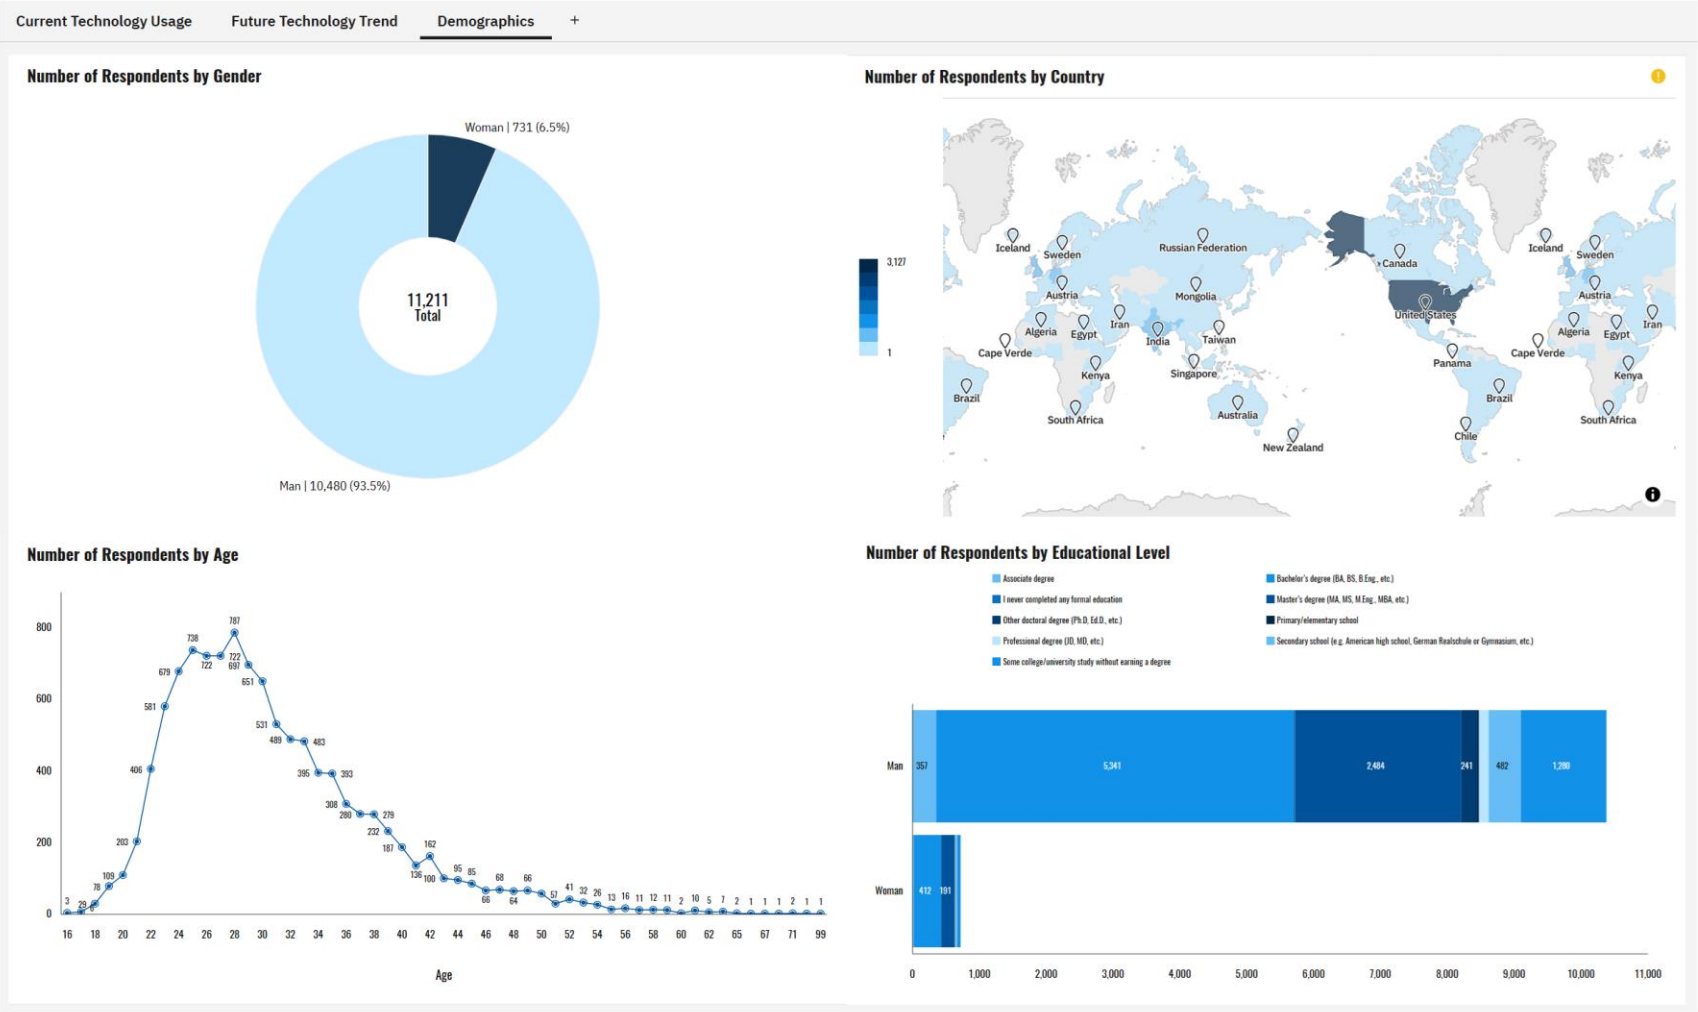 Current Technology Usage
Future Technology Trend
Demographics
+
Number of Respondents by Gender
Woman | 731 (6.5%)
11,211
Total
Man | 10,480 (93.5%)
Number of Respondents by Country
3,127
1
Iceland
Sweden
Russian Federation
Canada
Iceland
Sweden
Austria
Mongolia
United States
Austria
Algeria
Egypt
Iran
India
Taiwan
Algeria
Egypt
Iran
Cape Verde
Kenya
Singapore
Panama
Cape Verde
Kenya
Brazil
South Africa
Australia
Brazil
South Africa
New Zealand
Chile
Number of Respondents by Age
800
600
400
200
0
3
29
78
109
203
406
581
679
738
722
722
787
697
651
531
489
483
395
393
308
280
279
232
187
136
162
100
95
85
66
68
64
66
57
41
32
26
13
16
11
12
11
2
10
5
7
2
1
1
1
2
1
1
16 18 20 22 24 26 28 30 32 34 36 38 40 42 44 46 48 50 52 54 56 58 60 62 65 67 71 99
Age
Number of Respondents by Educational Level
Associate degree
Bachelor's degree (BA, BS, B.Eng., etc.)
I never completed any formal education
Master's degree (MA, MS, M.Eng., MBA, etc.)
Other doctoral degree (Ph.D, Ed.D., etc.)
Primary/elementary school
Professional degree (JD, MD, etc.)
Secondary school (e.g. American high school, German Realschule or Gymnasium, etc.)
Some college/university study without earning a degree
Man
357
5,341
2,484
241
482
1,280
Woman
412
191
0 1,000 2,000 3,000 4,000 5,000 6,000 7,000 8,000 9,000 10,000 11,000